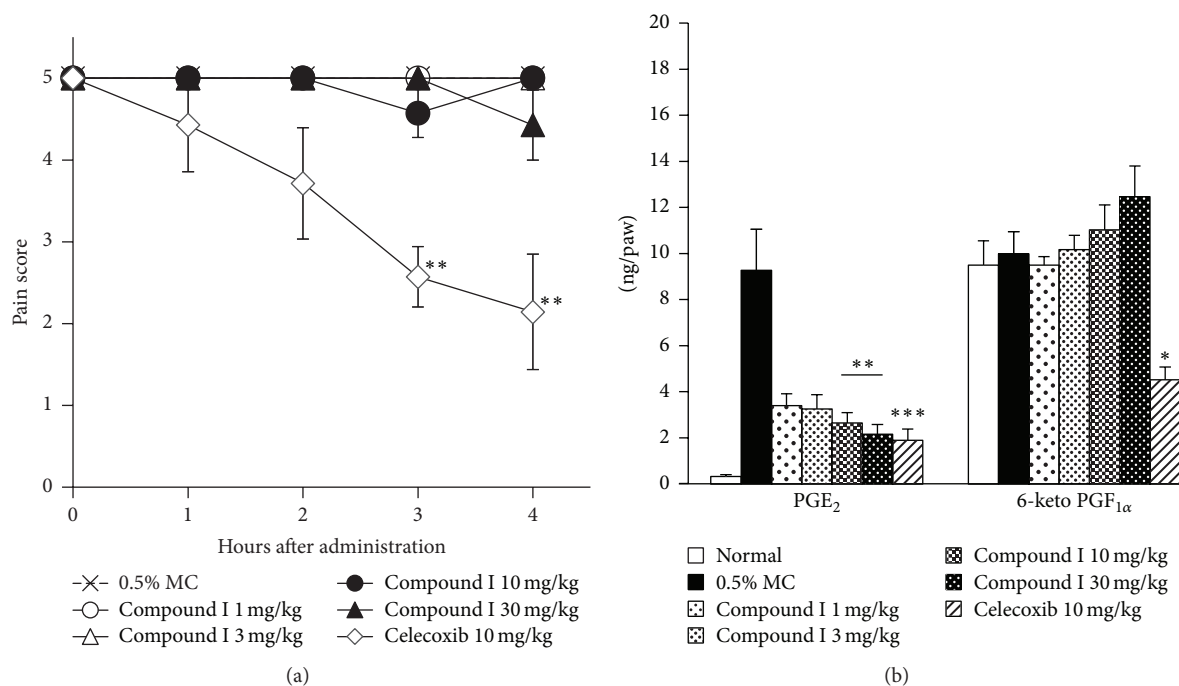 Pain score
5
4
3
2
1
0
**
**
0 1 2 3 4
Hours after administration
0.5% MC
Compound I 1 mg/kg
Compound I 3 mg/kg
Compound I 10 mg/kg
Compound I 30 mg/kg
Celecoxib 10 mg/kg
(a)
(ng/paw)
20
18
16
14
12
10
8
6
4
2
0
**
***
*
PGE₂ 6-keto PGF₁α
Normal
0.5% MC
Compound I 1 mg/kg
Compound I 3 mg/kg
Compound I 10 mg/kg
Compound I 30 mg/kg
Celecoxib 10 mg/kg
(b)